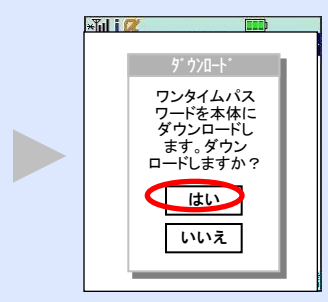 ﾀﾞｳﾝﾛｰﾄﾞ
ワンタイムパス
ワードを本体に
ダウンロードし
ます。ダウン
ロードしますか？
はい
いいえ